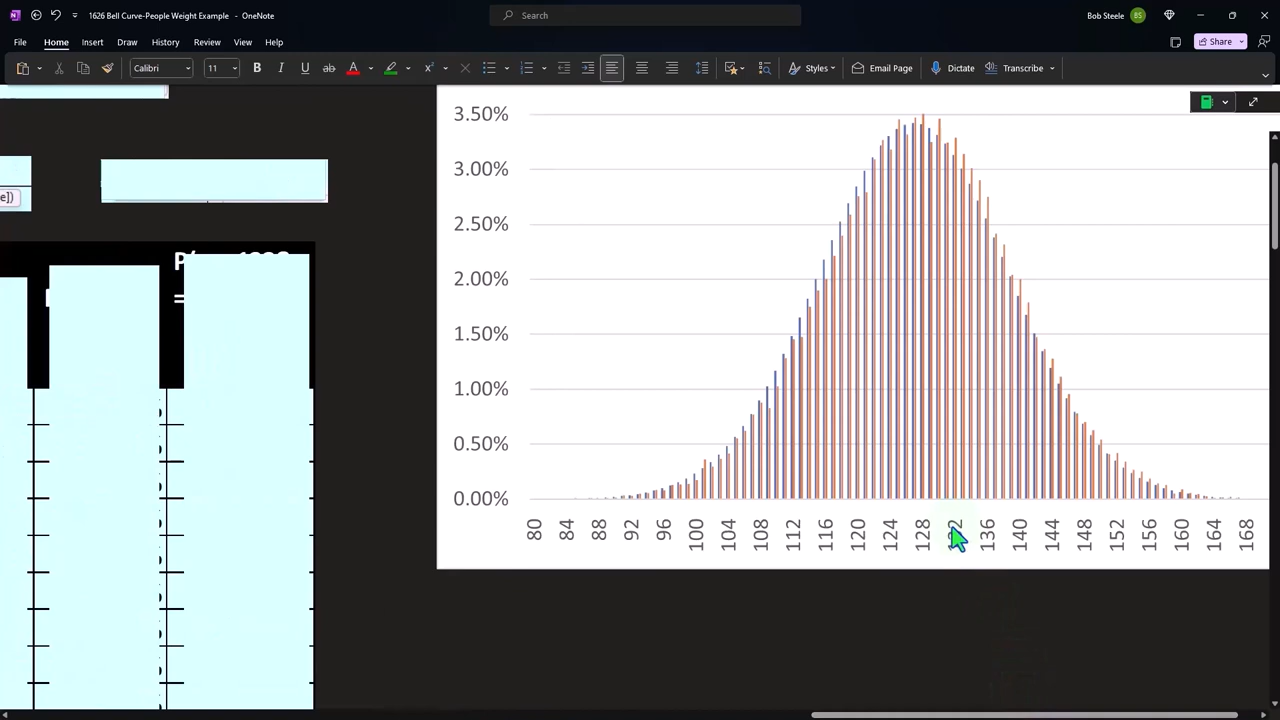 1626 Bell Curve-People Weight Example - OneNote
Search
Bob Steele
BS
File Home Insert Draw History Review View Help
Share
Calibri 11 B I U ab A x
Styles Email Page Dictate Transcribe
e])
=
3.50%
3.00%
2.50%
2.00%
1.50%
1.00%
0.50%
0.00%
80 84 88 92 96 100 104 108 112 116 120 124 128 132 136 140 144 148 152 156 160 164 168